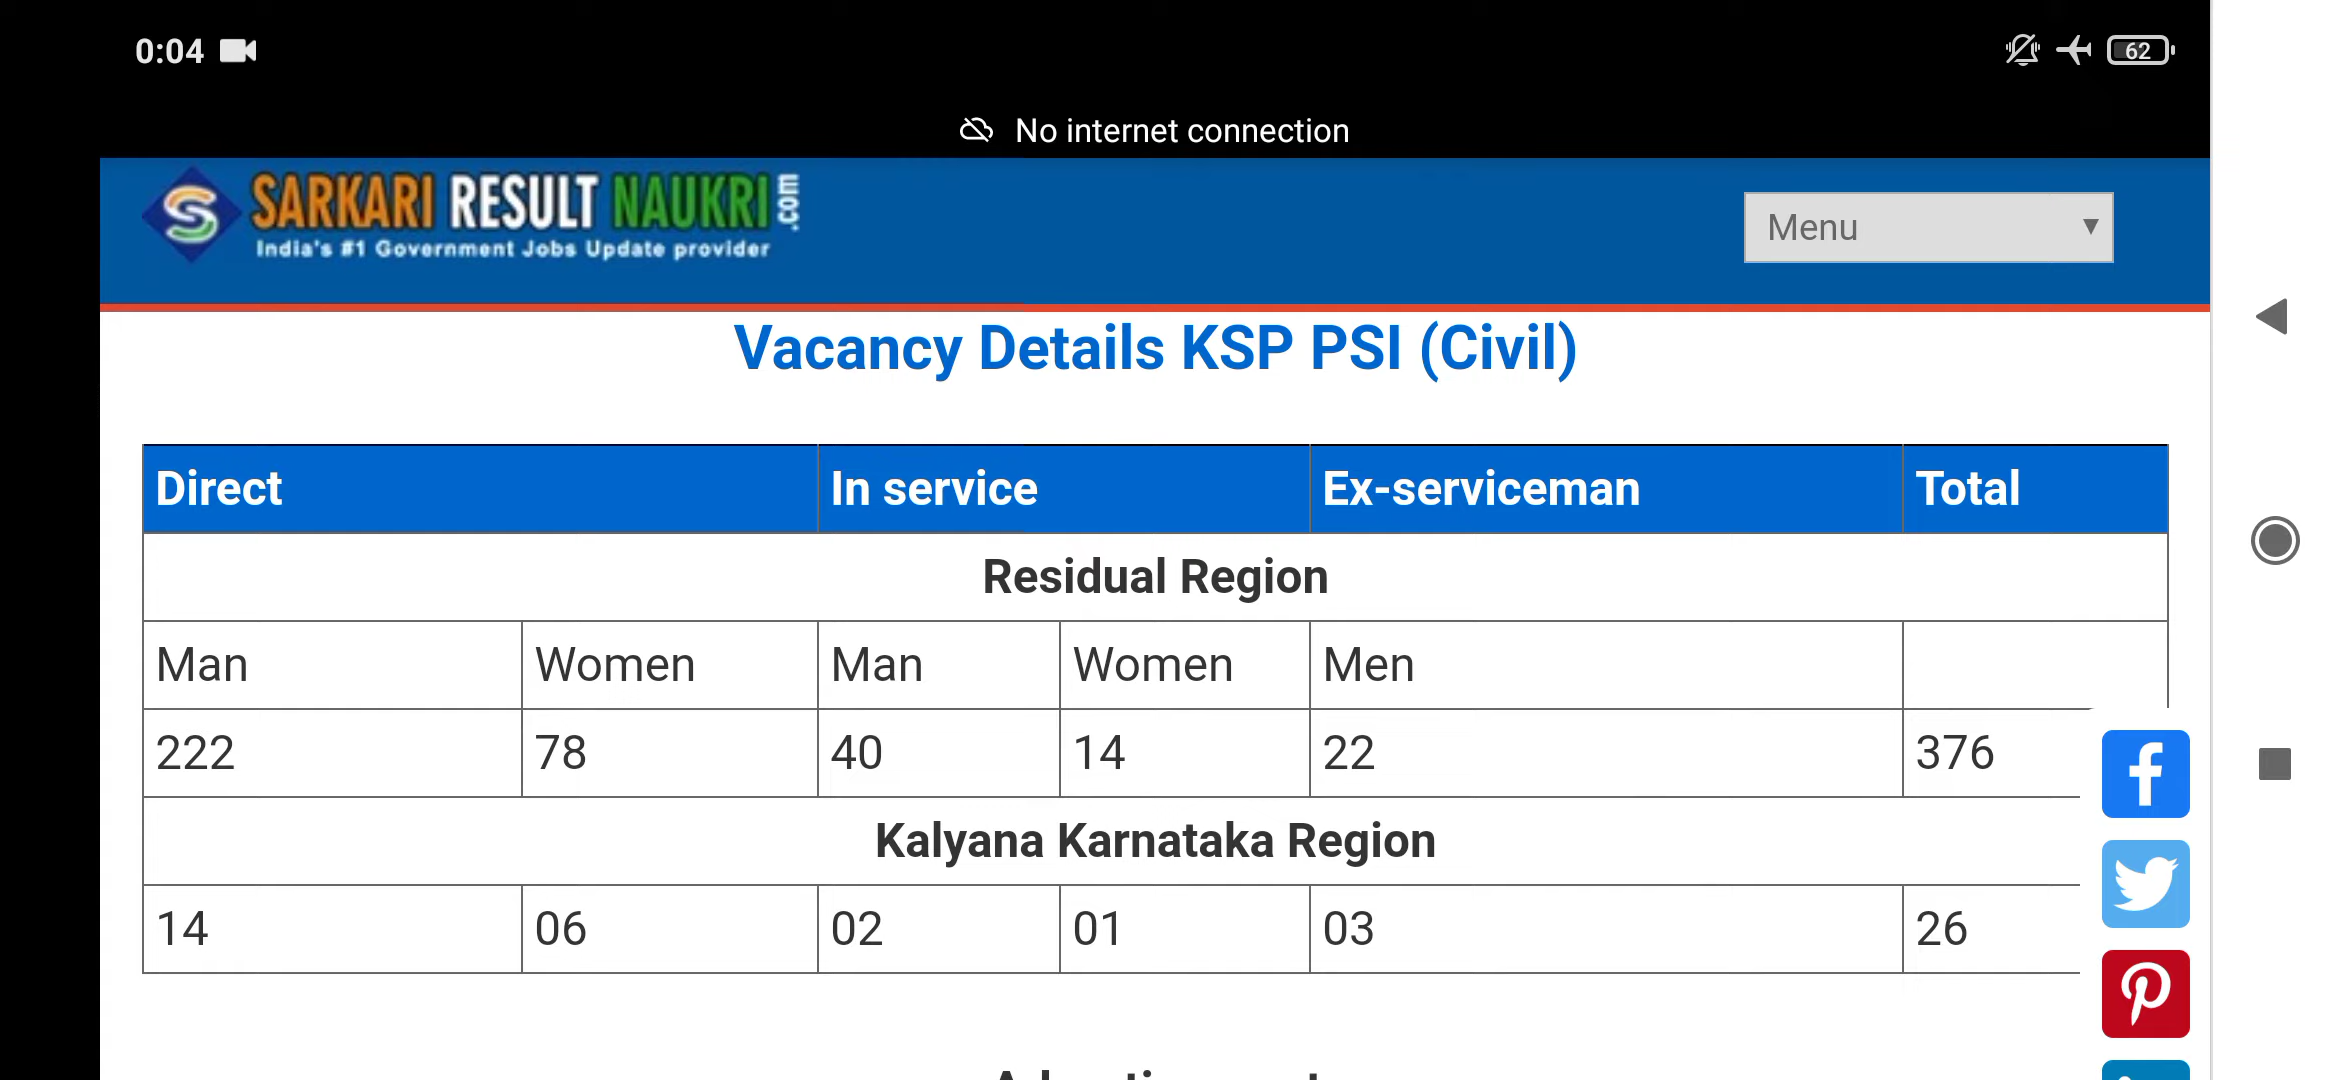 0:04
62
No internet connection
SARKARI RESULT NAUKRI .com
India's #1 Government Jobs Update provider
Menu
Vacancy Details KSP PSI (Civil)
Direct In service Ex-serviceman Total
Residual Region
Man Women Man Women Men
222 78 40 14 22 376
Kalyana Karnataka Region
14 06 02 01 03 26